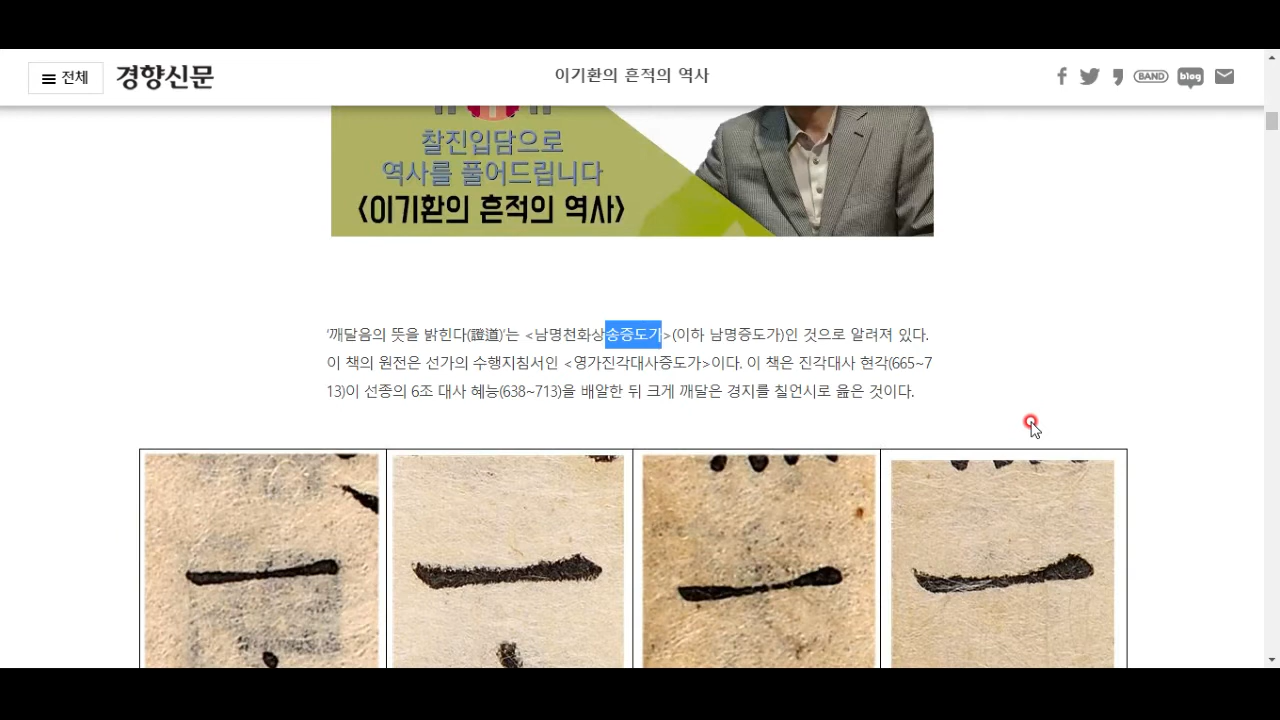 전체
경향신문
이기환의 흔적의 역사
BAND
blog
찰진입담으로
역사를 풀어드립니다
<이기환의 흔적의 역사>
'깨달음의 뜻을 밝힌다(證道)'는 <남명천화상송증도가>(이하 남명증도가)인 것으로 알려져 있다.
이 책의 원전은 선가의 수행지침서인 <영가진각대사증도가>이다. 이 책은 진각대사 현각(665~7
13)이 선종의 6조 대사 혜능(638~713)을 배알한 뒤 크게 깨달은 경지를 칠언시로 읊은 것이다.
一
一
一
一